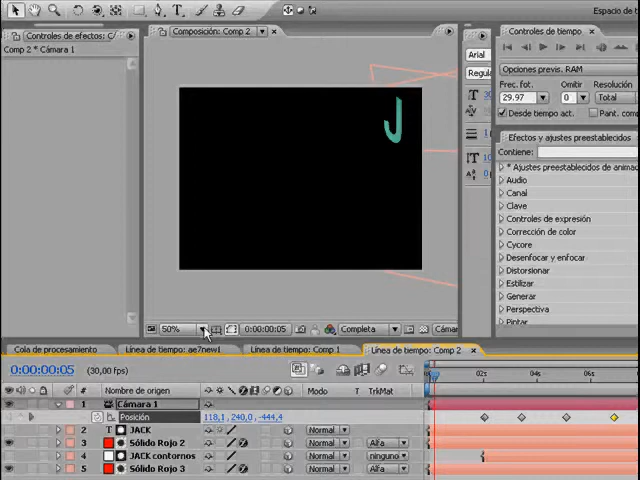 Espacio de tr
Controles de efectos: C
Composición: Comp 2
Controles de tiempo
Comp 2 * Cámara 1
Arial
Regul
Opciones previs. RAM
Frec. fot.
Omitir
Resolución
29.97
0
Total
Desde tiempo act.
Pant. comp
J
Efectos y ajustes preestablecidos
Contiene:
* Ajustes preestablecidos de animac
Audio
Canal
Clave
Controles de expresión
Corrección de color
Cycore
Desenfocar y enfocar
Distorsionar
Estilizar
Generar
Perspectiva
Pintar
50%
0:00:00:05
Completa
Cámar
Cola de procesamiento
Línea de tiempo: ae7new1
Línea de tiempo: Comp 1
Línea de tiempo: Comp 2
0:00:00:05
(30,00 fps)
#
Nombre de origen
Modo
T
TrkMat
02s
04s
06s
1
Cámara 1
Posición
118,1, 240,0, -444,4
2
T
JACK
Normal
3
Sólido Rojo 2
Normal
Alfa
4
JACK contornos
Normal
ninguno
5
Sólido Rojo 3
Normal
Alfa